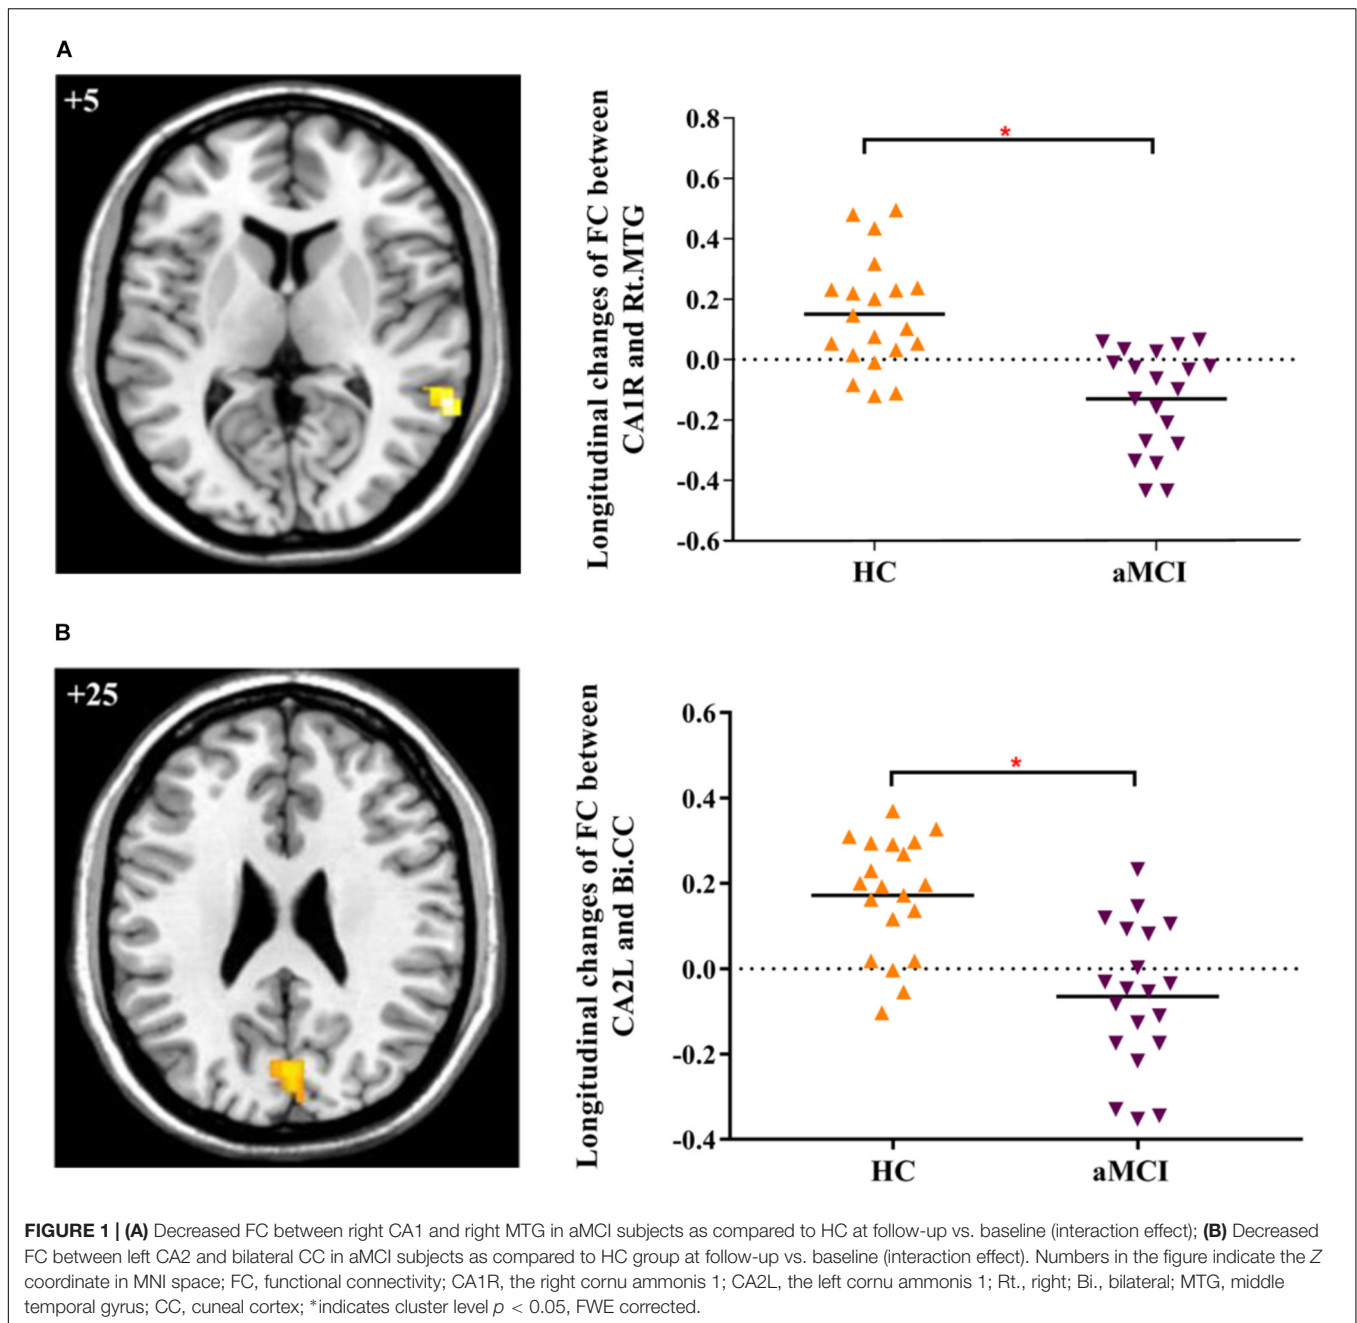 A
+5
Longitudinal changes of FC between
CA1R and Rt.MTG
0.8
0.6
0.4
0.2
0.0
-0.2
-0.4
-0.6
*
HC
aMCI
B
+25
Longitudinal changes of FC between
CA2L and Bi.CC
0.6
0.4
0.2
0.0
-0.2
-0.4
*
HC
aMCI
FIGURE 1 | (A) Decreased FC between right CA1 and right MTG in aMCI subjects as compared to HC at follow-up vs. baseline (interaction effect); (B) Decreased
FC between left CA2 and bilateral CC in aMCI subjects as compared to HC group at follow-up vs. baseline (interaction effect). Numbers in the figure indicate the Z
coordinate in MNI space; FC, functional connectivity; CA1R, the right cornu ammonis 1; CA2L, the left cornu ammonis 1; Rt., right; Bi., bilateral; MTG, middle
temporal gyrus; CC, cuneal cortex; *indicates cluster level p < 0.05, FWE corrected.